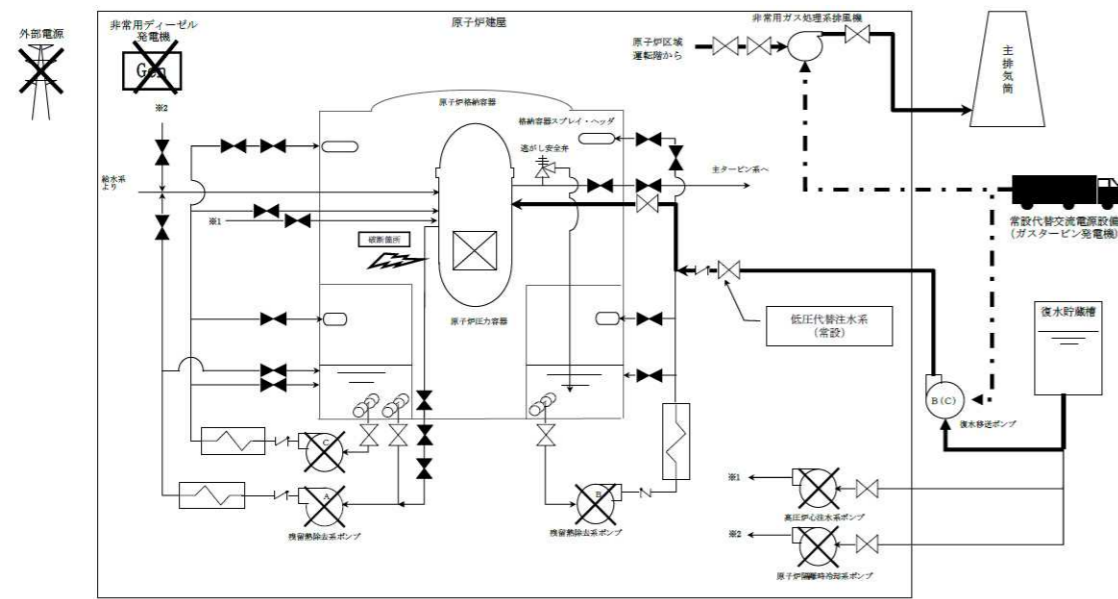 外部電源
非常用ディーゼル
発電機
Gen
※2
原子炉建屋
非常用ガス処理系排風機
原子炉区域
運転階から
主排気筒
原子炉格納容器
格納容器スプレイ・ヘッダ
逃がし安全弁
給水系
より
※1
主タービン系へ
破断箇所
原子炉圧力容器
常設代替交流電源設備
(ガスタービン発電機)
低圧代替注水系
(常設)
復水貯蔵槽
B(C)
復水移送ポンプ
C
A
残留熱除去系ポンプ
B
残留熱除去系ポンプ
※1
高圧炉心注水系ポンプ
※2
原子炉隔離時冷却系ポンプ